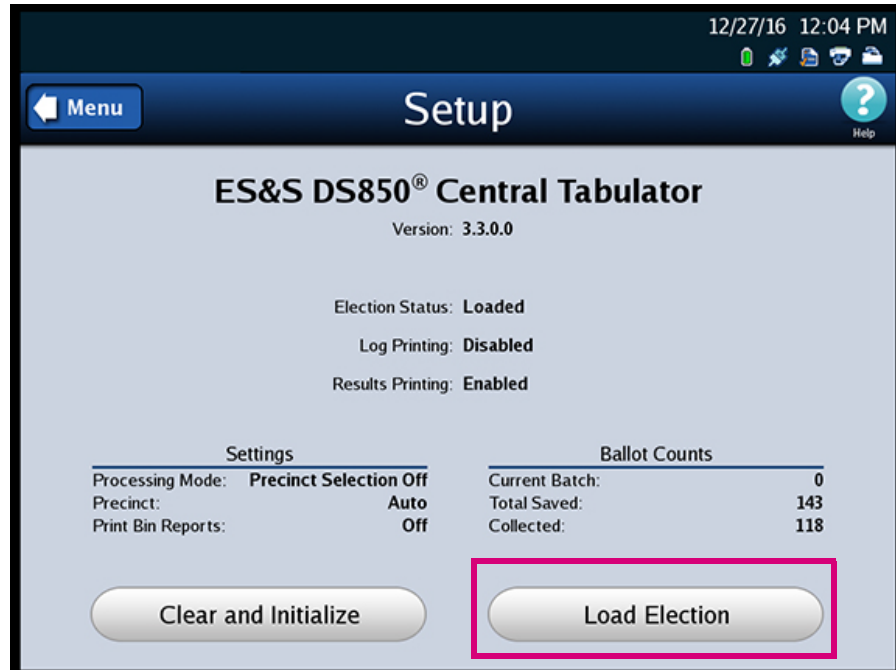 12/27/16 12:04 PM
Menu
Setup
Help
ES&S DS850® Central Tabulator
Version: 3.3.0.0
Election Status: Loaded
Log Printing: Disabled
Results Printing: Enabled
Settings
Processing Mode: Precinct Selection Off
Precinct: Auto
Print Bin Reports: Off
Ballot Counts
Current Batch: 0
Total Saved: 143
Collected: 118
Clear and Initialize
Load Election